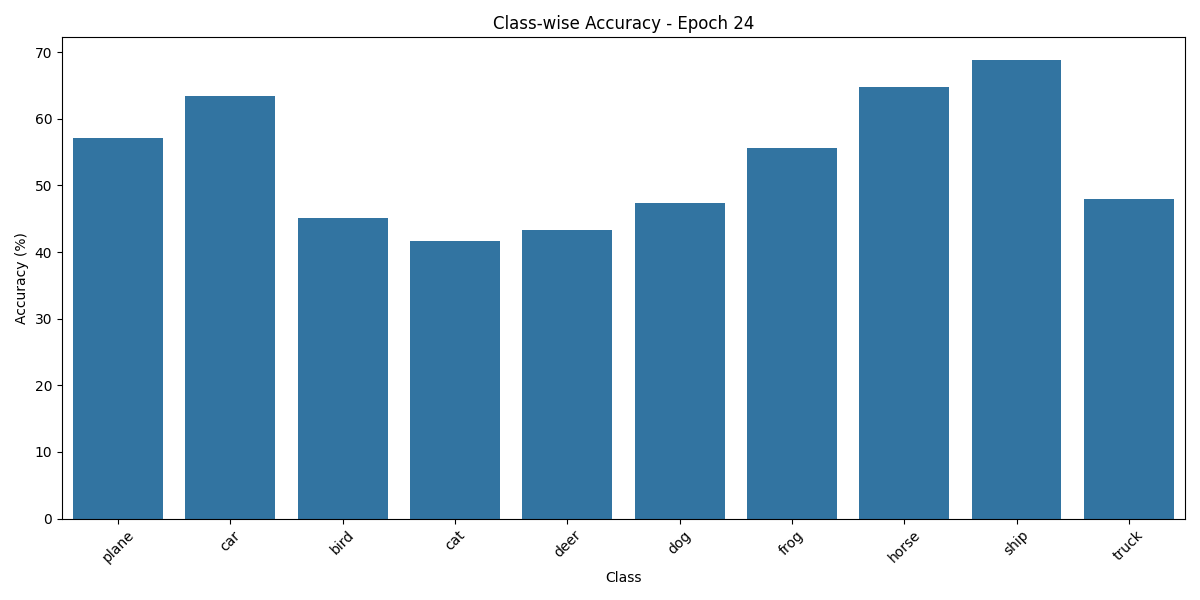 Class-wise Accuracy - Epoch 24
Accuracy (%)
70
60
50
40
30
20
10
0
plane
car
bird
cat
deer
dog
frog
horse
ship
truck
Class